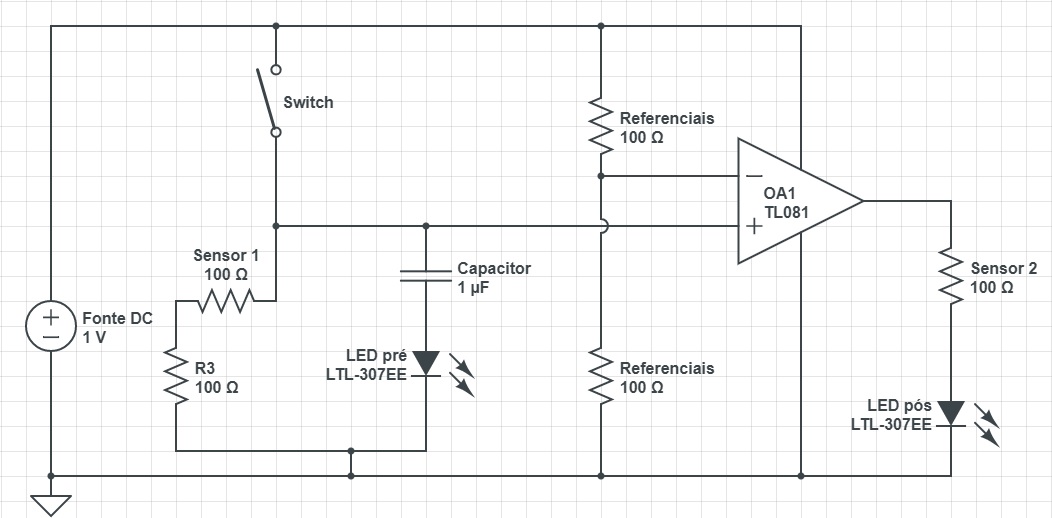 Switch
Referenciais
100 Ω
−
OA1
TL081
+
Sensor 1
100 Ω
Capacitor
1 µF
Sensor 2
100 Ω
+
−
Fonte DC
1 V
R3
100 Ω
LED pré
LTL-307EE
Referenciais
100 Ω
LED pós
LTL-307EE